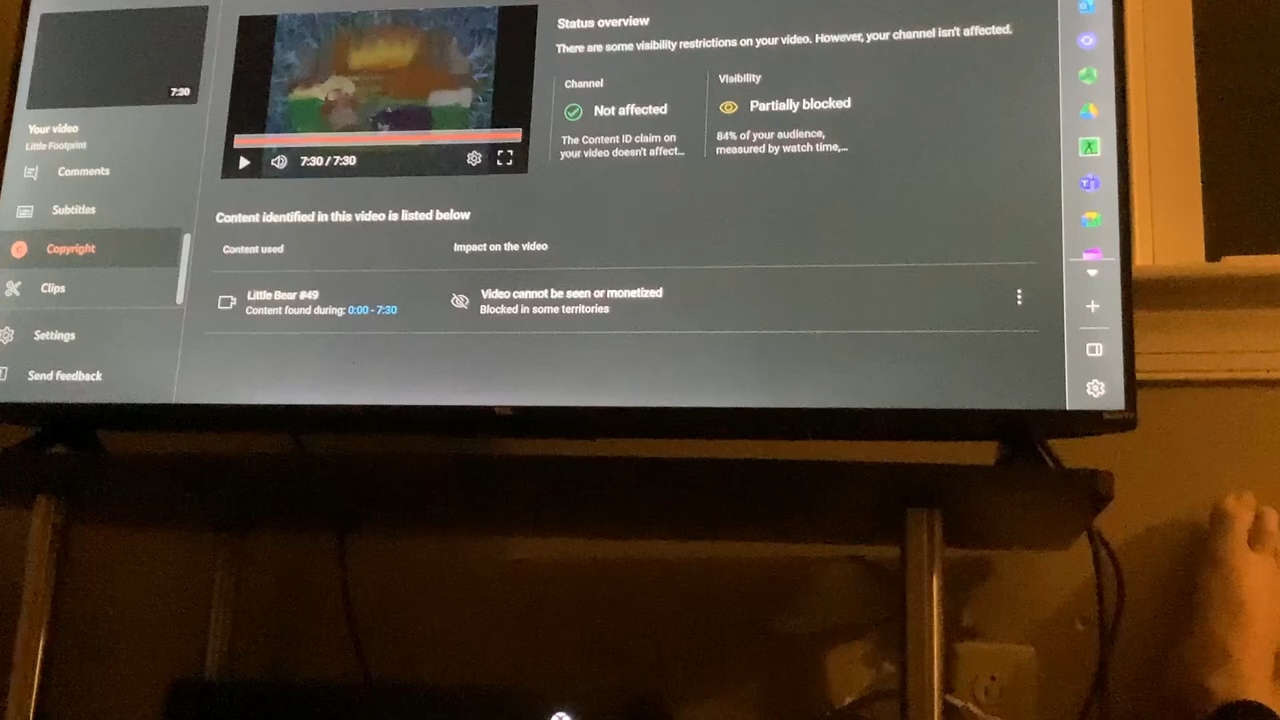 7:30
Your video
Little Footprint
Comments
Subtitles
Copyright
Clips
Settings
Send feedback
7:30 / 7:30
Status overview
There are some visibility restrictions on your video. However, your channel isn't affected.
Channel
Not affected
The Content ID claim on
your video doesn't affect...
Visibility
Partially blocked
84% of your audience,
measured by watch time,...
Content identified in this video is listed below
Content used
Impact on the video
Little Bear #49
Content found during: 0:00 - 7:30
Video cannot be seen or monetized
Blocked in some territories